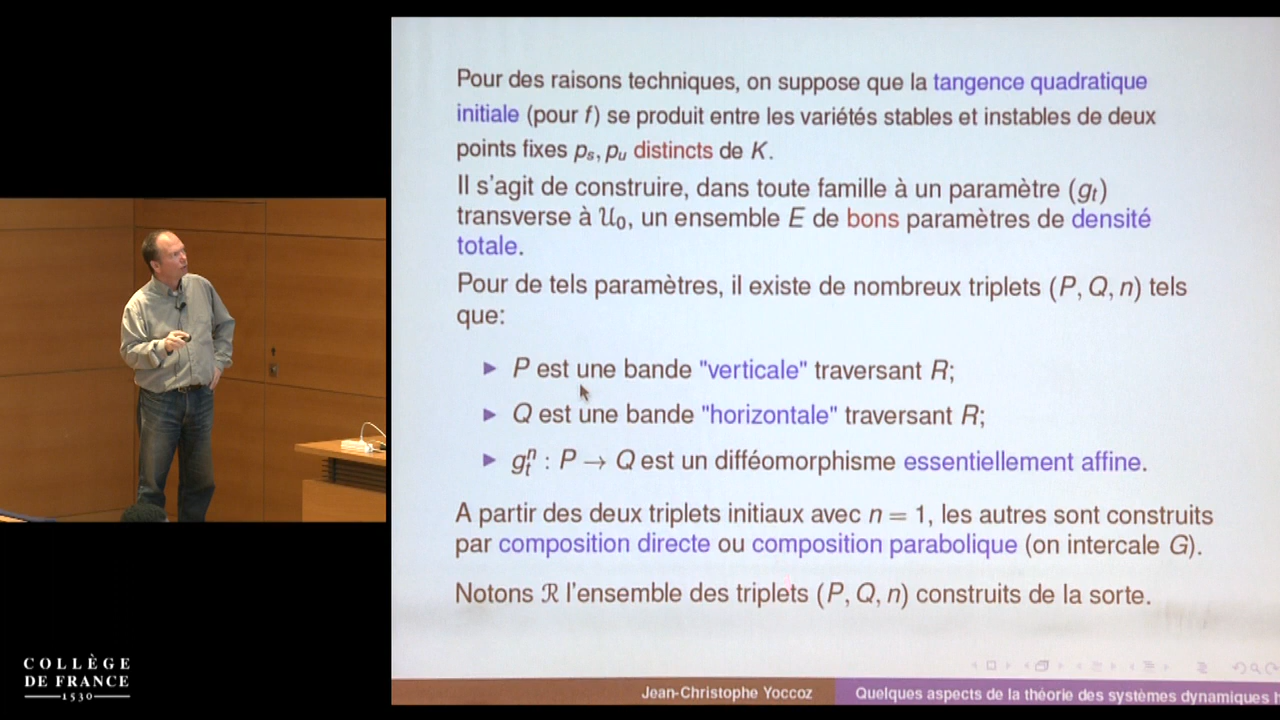 Pour des raisons techniques, on suppose que la tangence quadratique
initiale (pour f) se produit entre les variétés stables et instables de deux
points fixes pₛ, pᵤ distincts de K.
Il s'agit de construire, dans toute famille à un paramètre (gₜ)
transverse à 𝒰₀, un ensemble E de bons paramètres de densité
totale.
Pour de tels paramètres, il existe de nombreux triplets (P, Q, n) tels
que:
▶ P est une bande "verticale" traversant R;
▶ Q est une bande "horizontale" traversant R;
▶ gₜⁿ : P → Q est un difféomorphisme essentiellement affine.
A partir des deux triplets initiaux avec n = 1, les autres sont construits
par composition directe ou composition parabolique (on intercale G).
Notons ℛ l'ensemble des triplets (P, Q, n) construits de la sorte.
COLLÈGE
DE FRANCE
1530
Jean-Christophe Yoccoz
Quelques aspects de la théorie des systèmes dynamiques h